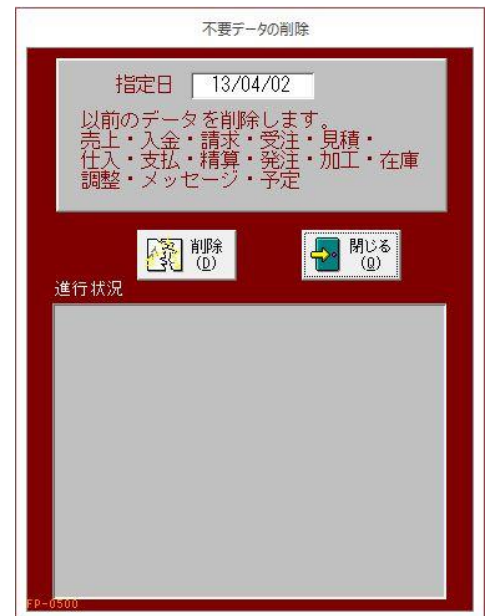 不要データの削除
指定日 13/04/02
以前のデータを削除します。
売上・入金・請求・受注・見積・
仕入・支払・精算・発注・加工・在庫
調整・メッセージ・予定
削除
(D)
閉じる
(Q)
進行状況
FP-0500